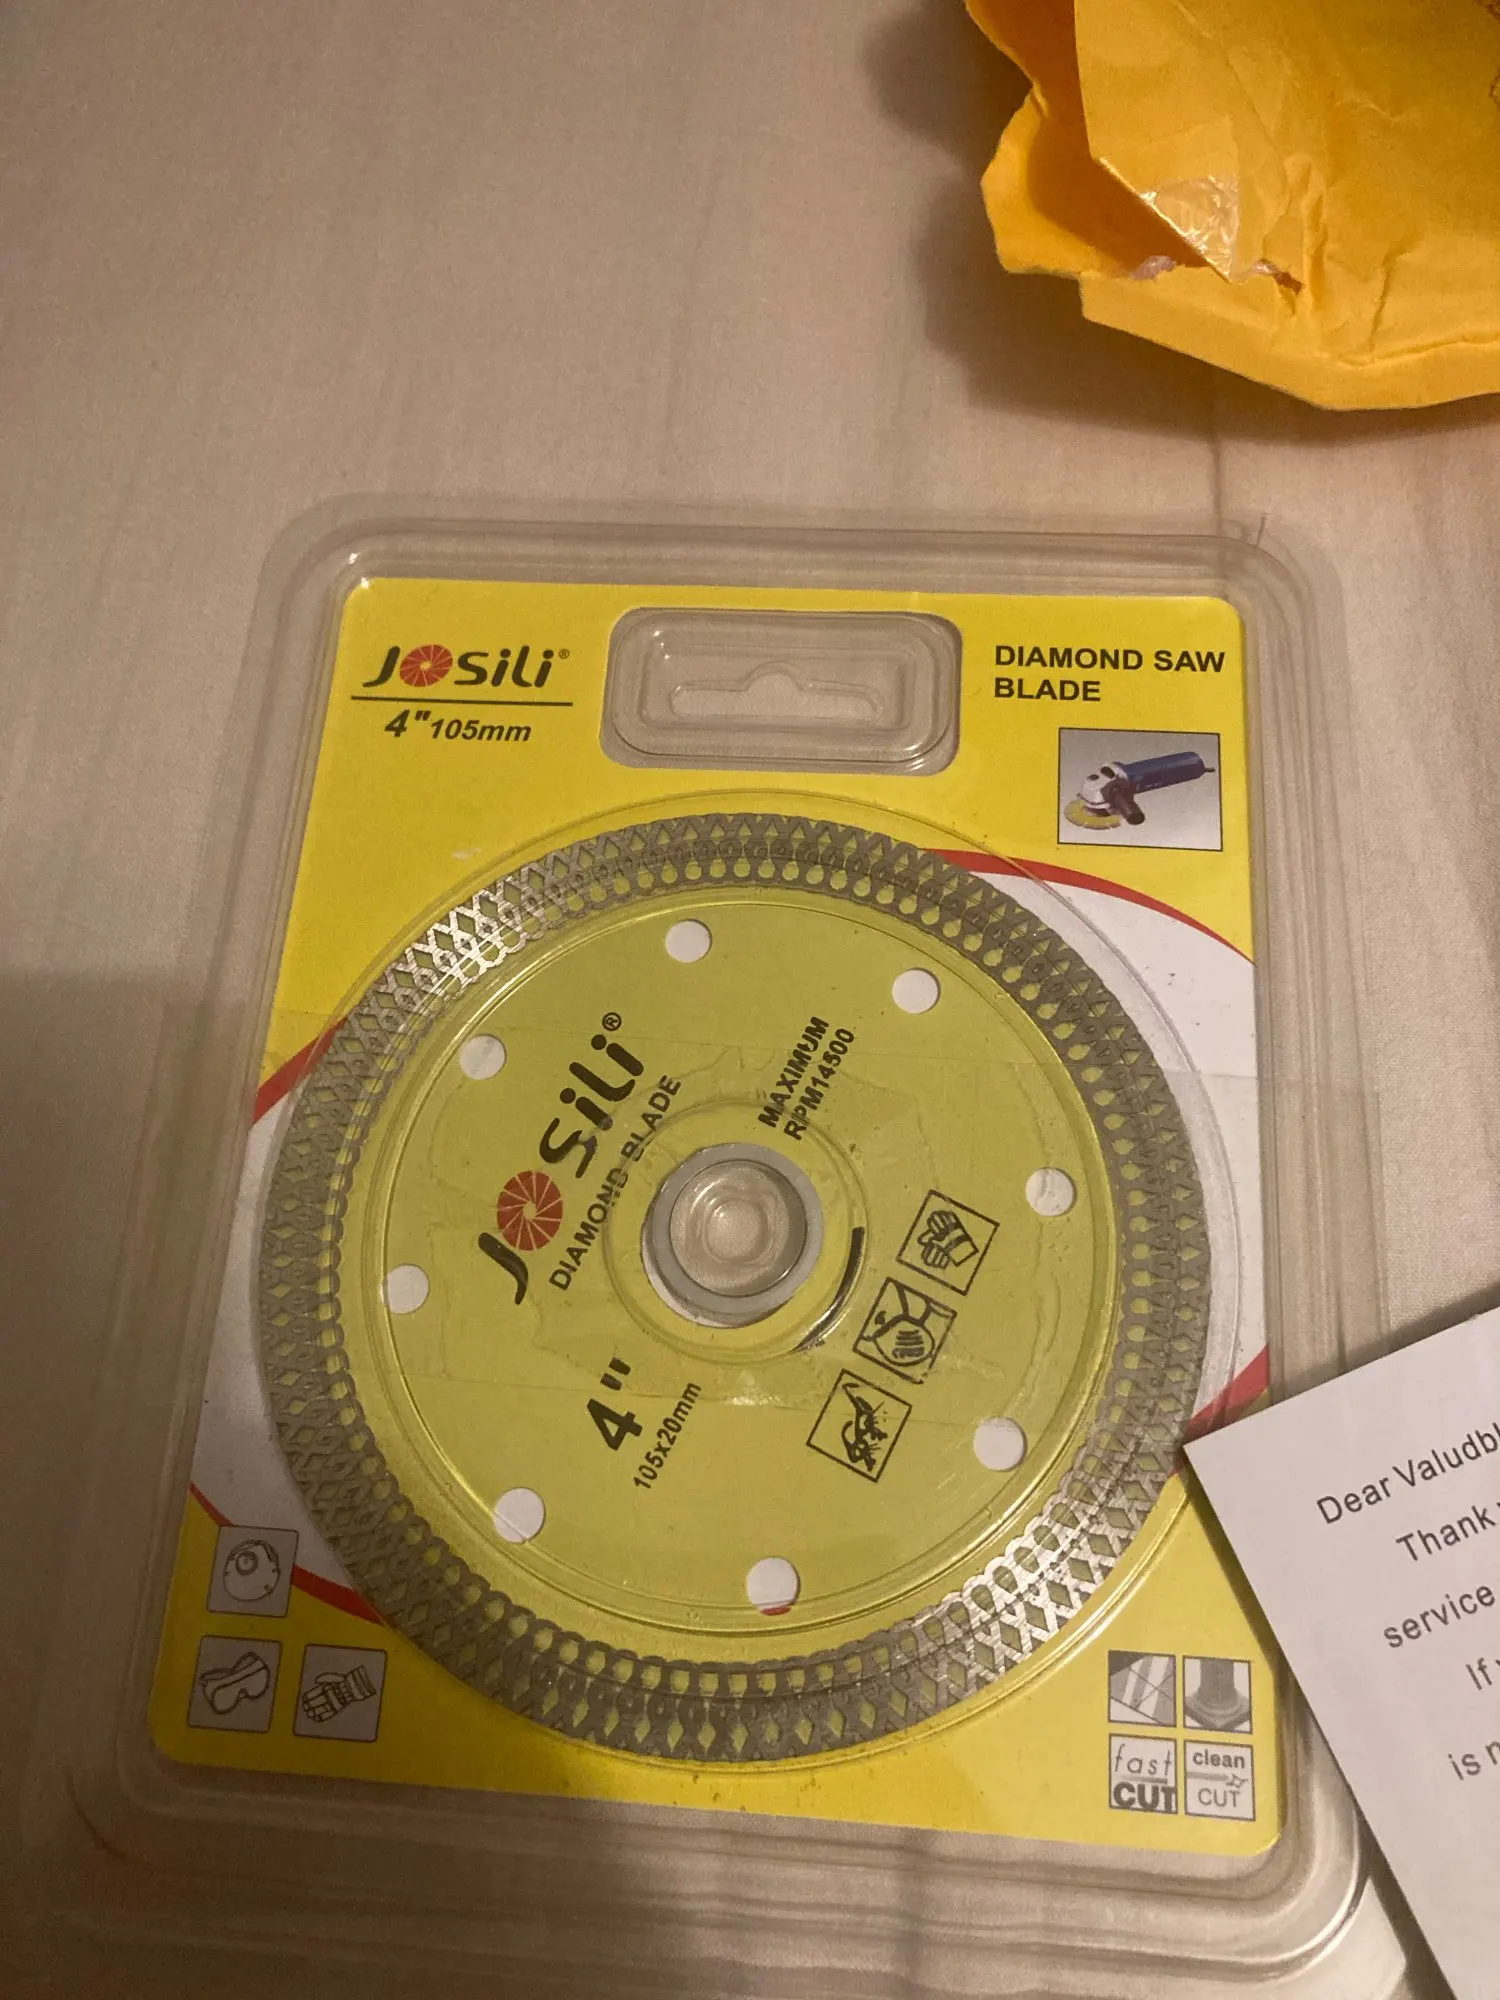 JOSiLi®
4"105mm
DIAMOND SAW
BLADE
JOSiLi®
DIAMOND BLADE
MAXIMUM
RPM14500
4"
105x20mm
fast
CUT
clean
CUT
Dear
Thank
service
If
is